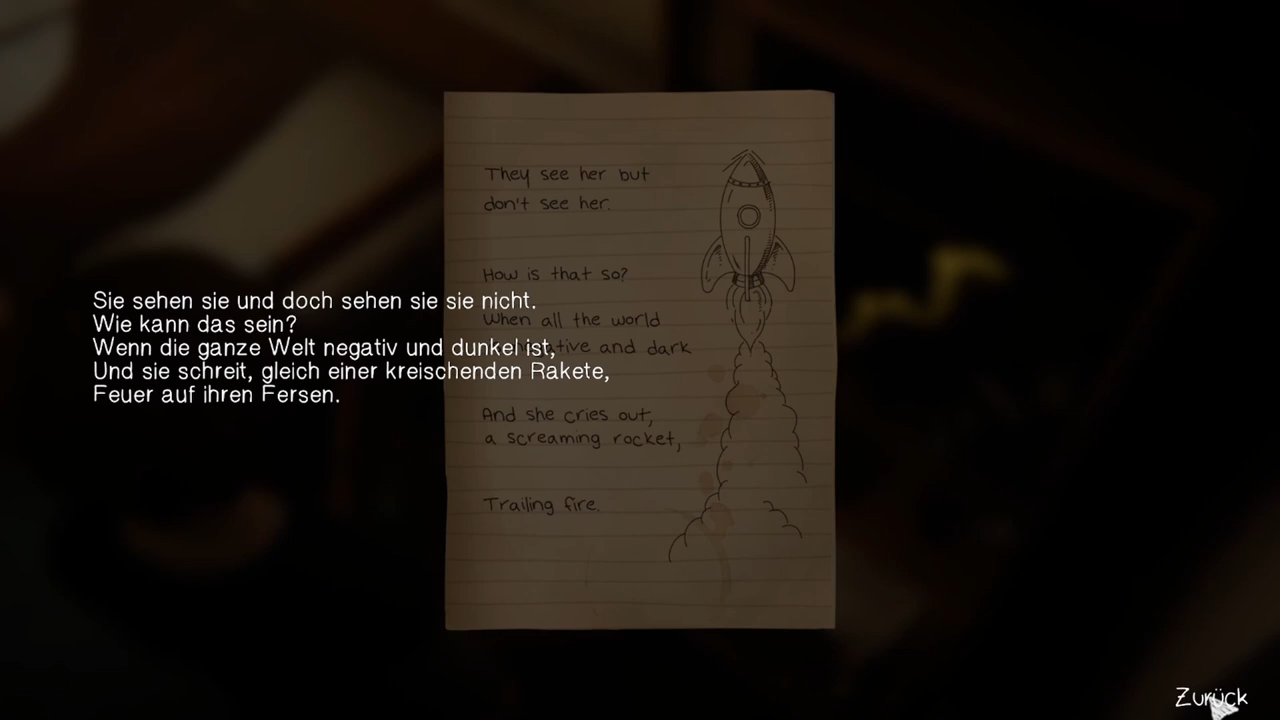 They see her but
don't see her.
How is that so?
When all the world
ative and dark
And she cries out,
a screaming rocket,
Trailing fire.
Sie sehen sie und doch sehen sie sie nicht.
Wie kann das sein?
Wenn die ganze Welt negativ und dunkel ist,
Und sie schreit, gleich einer kreischenden Rakete,
Feuer auf ihren Fersen.
Zurück